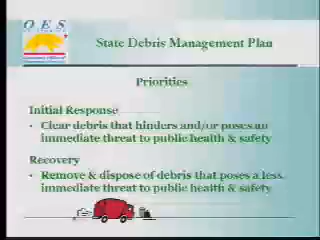 OES
State Debris Management Plan
Priorities
Initial Response
• Clear debris that hinders and/or poses an
immediate threat to public health & safety
Recovery
• Remove & dispose of debris that poses a less
immediate threat to public health & safety